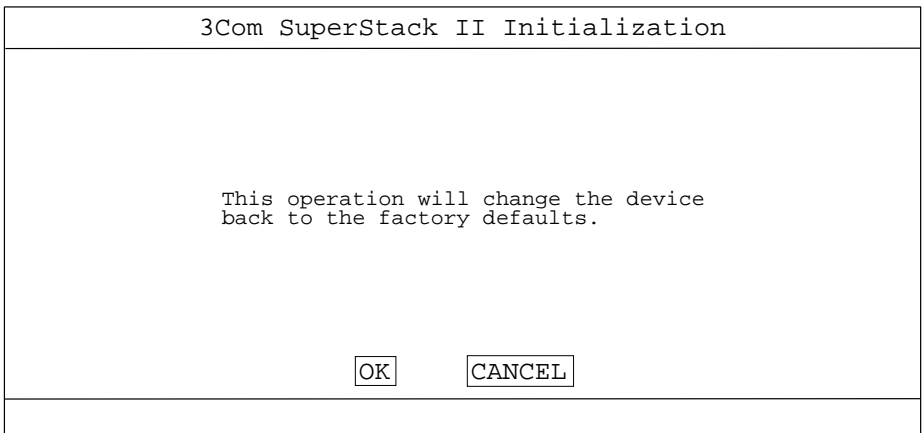 3Com SuperStack II Initialization
This operation will change the device
back to the factory defaults.
OK CANCEL